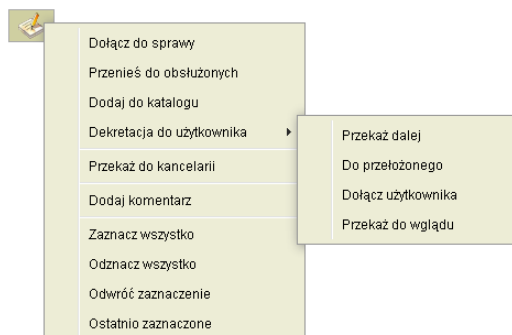 Dołącz do sprawy
Przenieś do obsłużonych
Dodaj do katalogu
Dekretacja do użytkownika
Przekaż do kancelarii
Dodaj komentarz
Zaznacz wszystko
Odznacz wszystko
Odwróć zaznaczenie
Ostatnio zaznaczone
Przekaż dalej
Do przełożonego
Dołącz użytkownika
Przekaż do wglądu